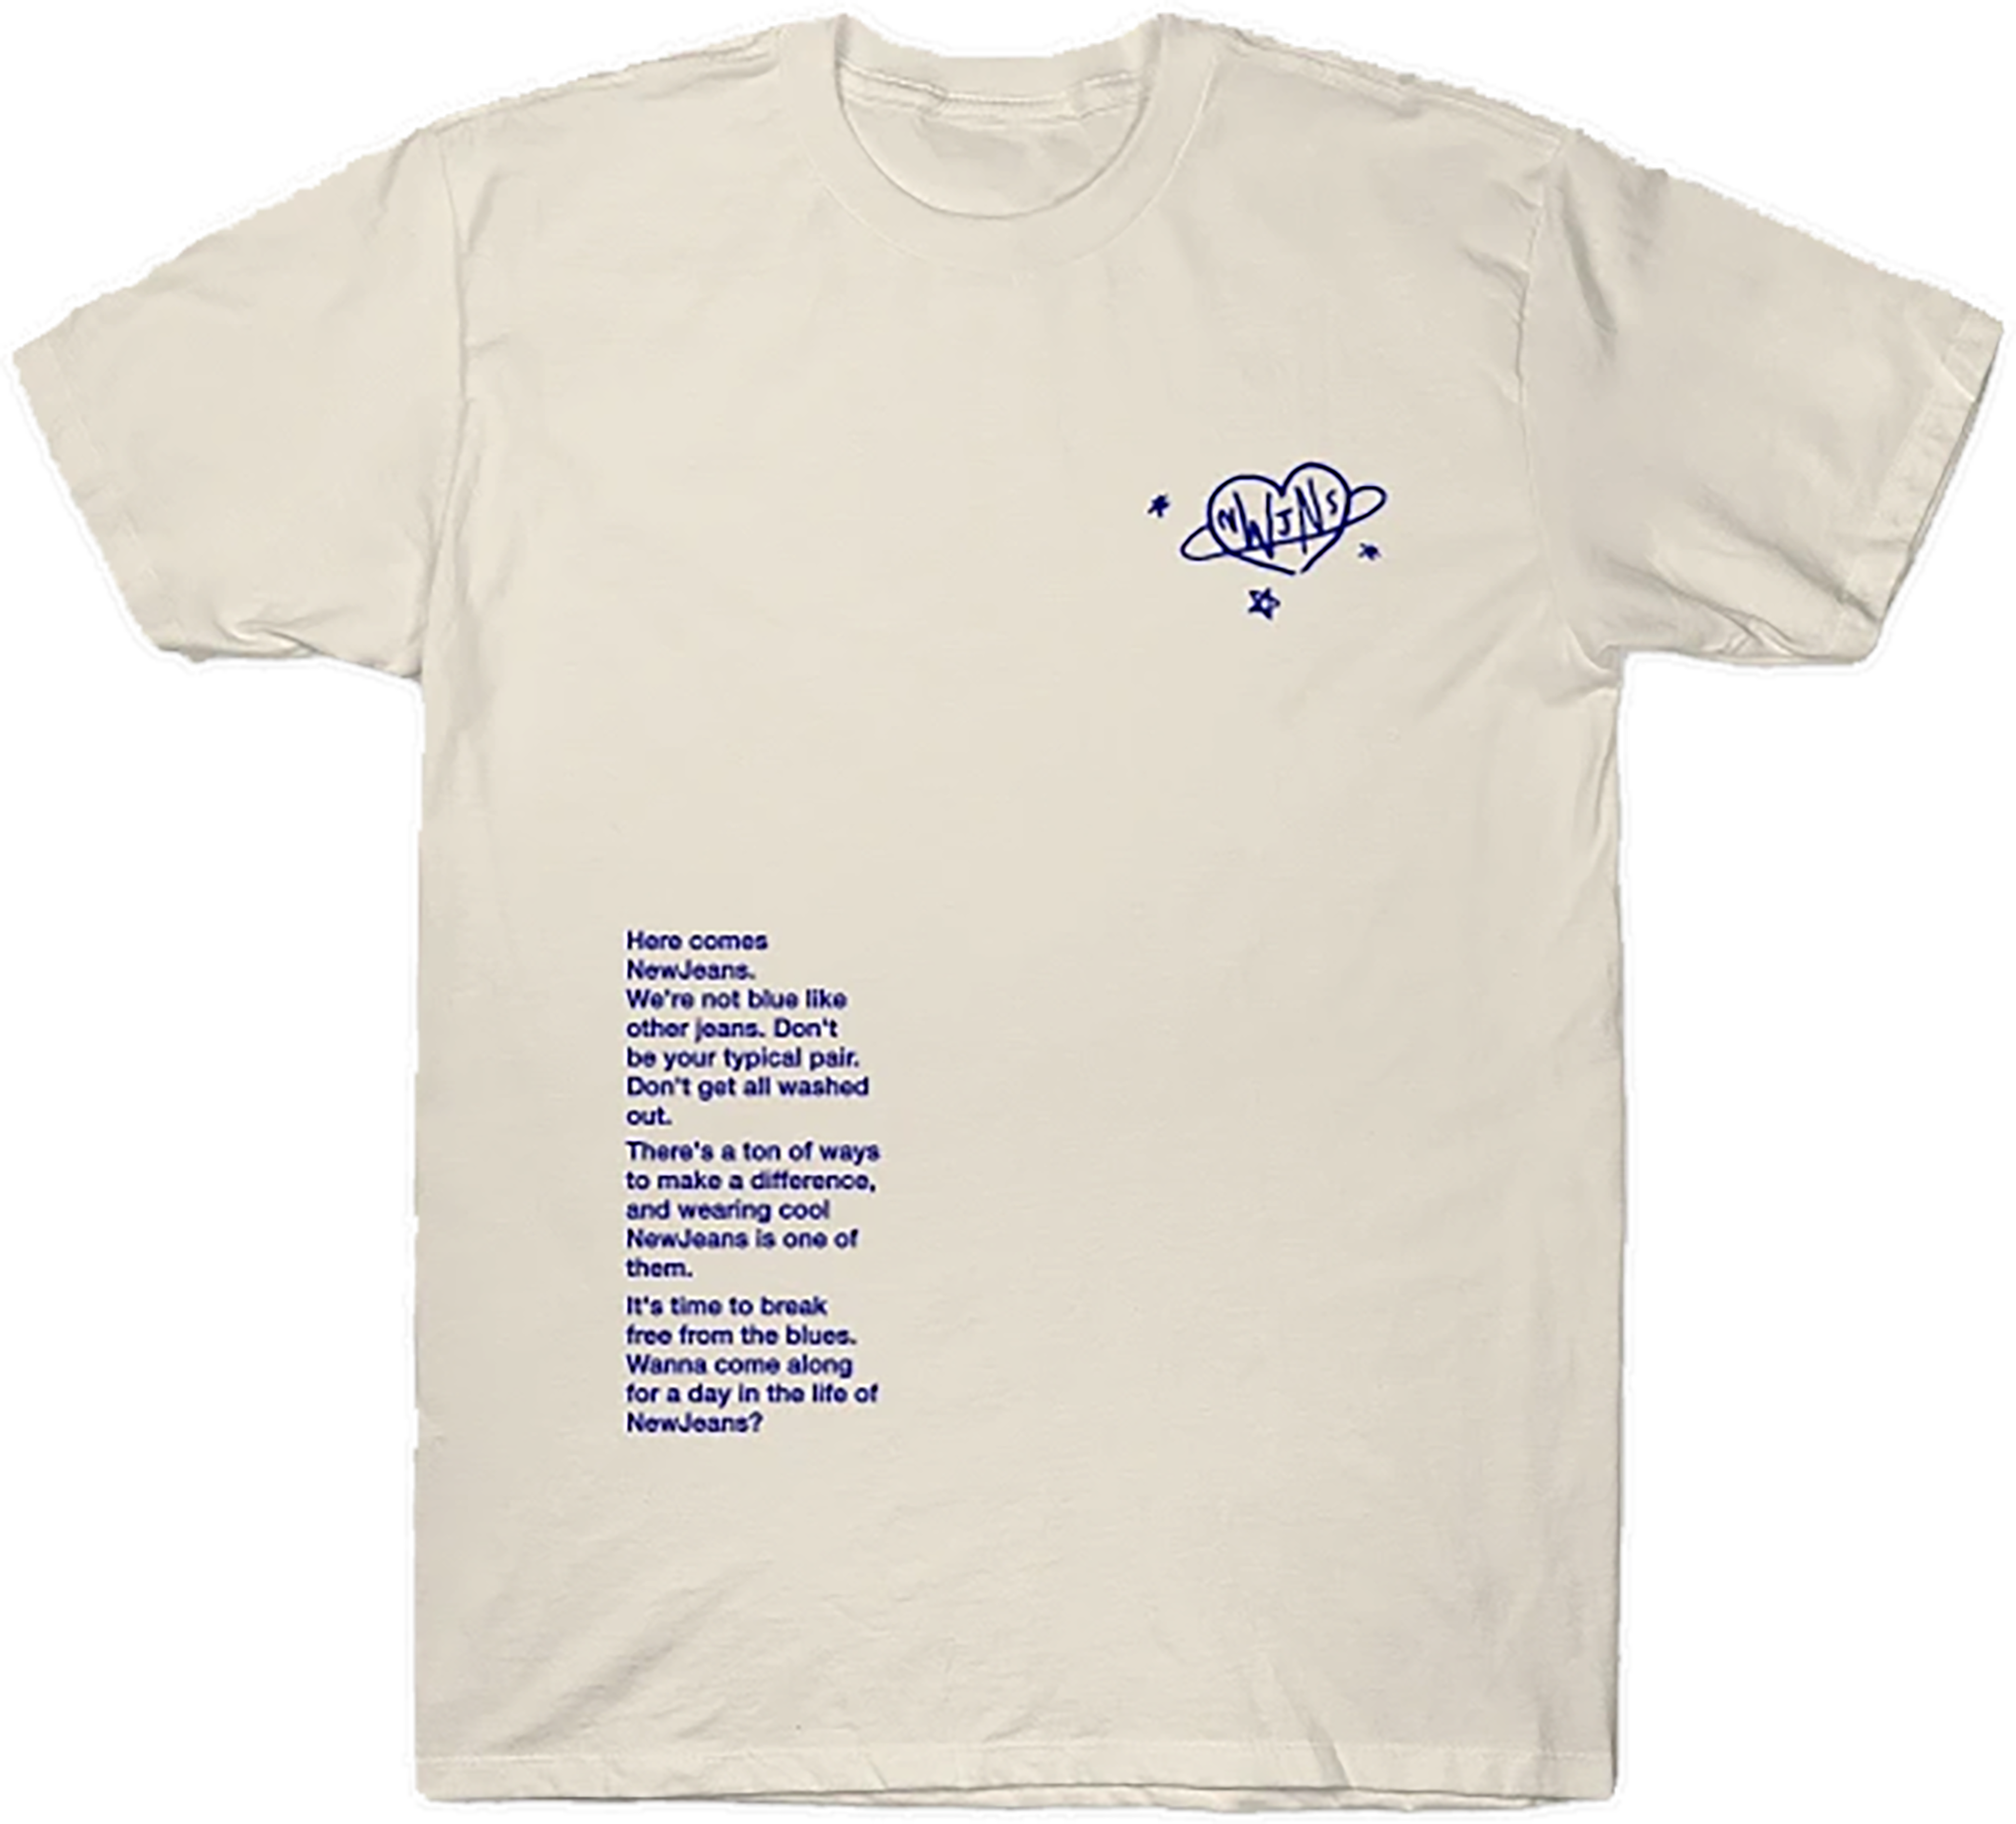 NWJNS
Here comes
NewJeans.
We're not blue like
other jeans. Don't
be your typical pair.
Don't get all washed
out.
There's a ton of ways
to make a difference,
and wearing cool
NewJeans is one of
them.
It's time to break
free from the blues.
Wanna come along
for a day in the life of
NewJeans?